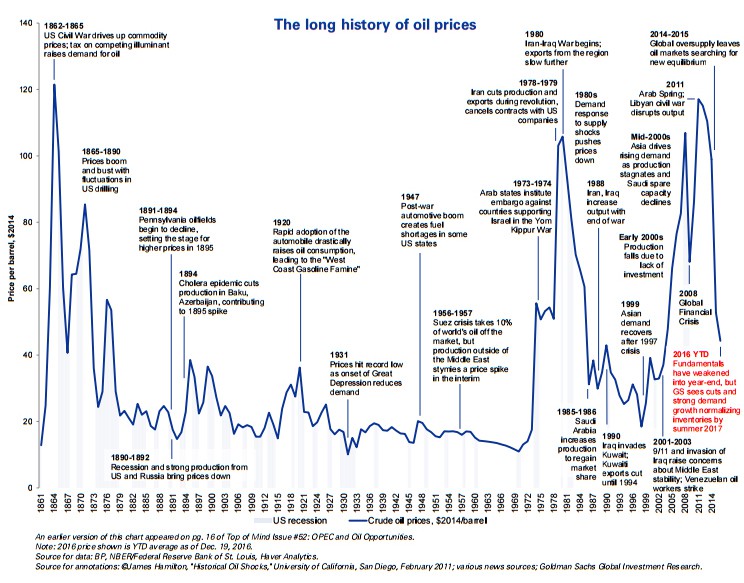 The long history of oil prices
Price per barrel, $2014
140
120
100
80
60
40
20
0
1862-1865
US Civil War drives up commodity
prices; tax on competing illuminant
raises demand for oil
1865-1890
Prices boom
and bust with
fluctuations in
US drilling
1891-1894
Pennsylvania oilfields
begin to decline,
setting the stage for
higher prices in 1895
1894
Cholera epidemic cuts
production in Baku,
Azerbaijan, contributing
to 1895 spike
1890-1892
Recession and strong production from
US and Russia bring prices down
1920
Rapid adoption of the
automobile drastically
raises oil consumption,
leading to the "West
Coast Gasoline Famine"
1931
Prices hit record low
as onset of Great
Depression reduces
demand
1947
Post-war
automotive boom
creates fuel
shortages in some
US states
1956-1957
Suez crisis takes 10%
of world's oil off the
market, but
production outside of
the Middle East
stymies a price spike
in the interim
1973-1974
Arab states institute
embargo against
countries supporting
Israel in the Yom
Kippur War
1978-1979
Iran cuts production and
exports during revolution,
cancels contracts with US
companies
1980
Iran-Iraq War begins;
exports from the region
slow further
1980s
Demand
response
to supply
shocks
pushes
prices
down
1985-1986
Saudi
Arabia
increases
production
to regain
market
share
1988
Iran, Iraq
increase
output with
end of war
1990
Iraq invades
Kuwait;
Kuwaiti
exports cut
until 1994
1999
Asian
demand
recovers
after 1997
crisis
Early 2000s
Production
falls due to
lack of
investment
2001-2003
9/11 and invasion of
Iraq raise concerns
about Middle East
stability; Venezuelan oil
workers strike
Mid-2000s
Asia drives
rising demand
as production
stagnates and
Saudi spare
capacity
declines
2008
Global
Financial
Crisis
2011
Arab Spring;
Libyan civil war
disrupts output
2014-2015
Global oversupply leaves
oil markets searching for
new equilibrium
2016 YTD
Fundamentals
have weakened
into year-end, but
GS sees cuts and
strong demand
growth normalizing
inventories by
summer 2017
1861 1864 1867 1870 1873 1876 1879 1882 1885 1888 1891 1894 1897 1900 1903 1906 1909 1912 1915 1918 1921 1924 1927 1930 1933 1936 1939 1942 1945 1948 1951 1954 1957 1960 1963 1966 1969 1972 1975 1978 1981 1984 1987 1990 1993 1996 1999 2002 2005 2008 2011 2014
US recession
Crude oil prices, $2014/barrel
An earlier version of this chart appeared on pg. 16 of Top of Mind Issue #52: OPEC and Oil Opportunities.
Note: 2016 price shown is YTD average as of Dec. 19, 2016.
Source for data: BP, NBER/Federal Reserve Bank of St. Louis, Haver Analytics.
Source for annotations: ©James Hamilton, "Historical Oil Shocks," University of California, San Diego, February 2011; various news sources; Goldman Sachs Global Investment Research.